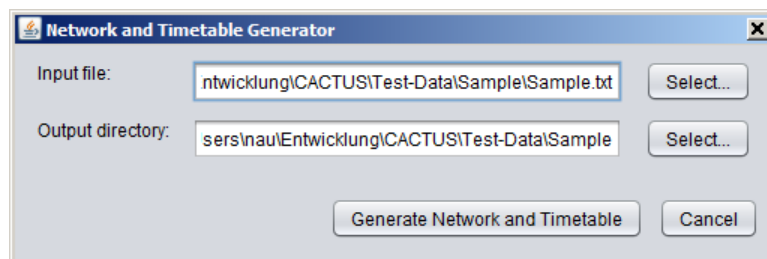 Network and Timetable Generator
Input file: ntwicklung\CACTUS\Test-Data\Sample\Sample.txt Select...
Output directory: sers\nau\Entwicklung\CACTUS\Test-Data\Sample Select...
Generate Network and Timetable Cancel